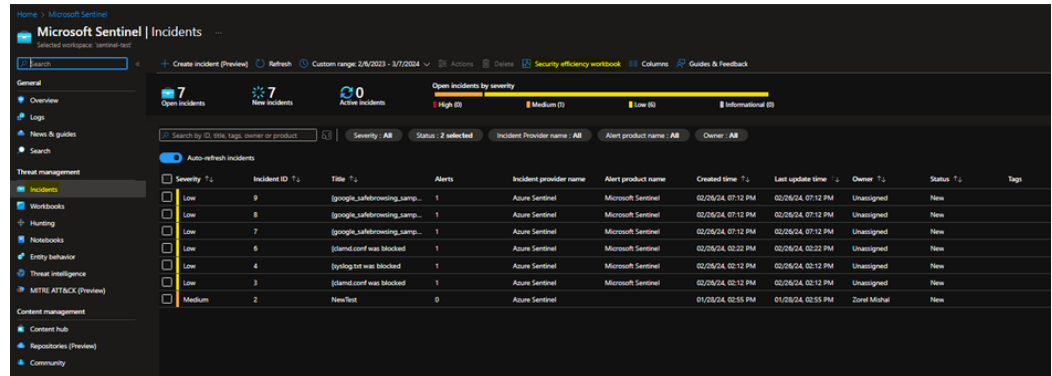 Home > Microsoft Sentinel
Microsoft Sentinel | Incidents ...
Selected workspace: 'sentinel-test'
Search
«
+ Create incident (Preview) Refresh Custom range: 2/6/2023 - 3/7/2024 Actions Delete Security efficiency workbook Columns Guides & Feedback
General
Overview
Logs
News & guides
Search
Threat management
Incidents
Workbooks
Hunting
Notebooks
Entity behavior
Threat intelligence
MITRE ATT&CK (Preview)
Content management
Content hub
Repositories (Preview)
Community
7 Open incidents
7 New incidents
0 Active incidents
Open incidents by severity
High (0) Medium (1) Low (6) Informational (0)
Search by ID, title, tags, owner or product
Severity : All
Status : 2 selected
Incident Provider name : All
Alert product name : All
Owner : All
Auto-refresh incidents
Severity ↑↓ Incident ID ↑↓ Title ↑↓ Alerts Incident provider name Alert product name Created time ↑↓ Last update time ↑↓ Owner ↑↓ Status ↑↓ Tags
Low 9 [google_safebrowsing_samp... 1 Azure Sentinel Microsoft Sentinel 02/26/24, 07:12 PM 02/26/24, 07:12 PM Unassigned New
Low 8 [google_safebrowsing_samp... 1 Azure Sentinel Microsoft Sentinel 02/26/24, 07:12 PM 02/26/24, 07:12 PM Unassigned New
Low 7 [google_safebrowsing_samp... 1 Azure Sentinel Microsoft Sentinel 02/26/24, 07:12 PM 02/26/24, 07:12 PM Unassigned New
Low 6 [clamd.conf was blocked 1 Azure Sentinel Microsoft Sentinel 02/26/24, 02:22 PM 02/26/24, 02:22 PM Unassigned New
Low 4 [syslog.txt was blocked 1 Azure Sentinel Microsoft Sentinel 02/26/24, 02:12 PM 02/26/24, 02:12 PM Unassigned New
Low 3 [clamd.conf was blocked 1 Azure Sentinel Microsoft Sentinel 02/26/24, 02:12 PM 02/26/24, 02:12 PM Unassigned New
Medium 2 NewTest 0 Azure Sentinel 01/28/24, 02:55 PM 01/28/24, 02:55 PM Zorel Mishal New